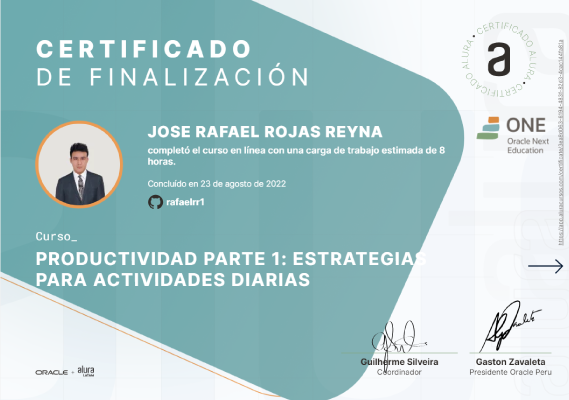 CERTIFICADO
DE FINALIZACIÓN
CERTIFICADO ALURA • CERTIFICADO ALURA •
a
ONE
Oracle Next
Education
JOSE RAFAEL ROJAS REYNA
completó el curso en línea con una carga de trabajo estimada de 8
horas.
Concluído en 23 de agosto de 2022
rafaelrr1
Curso_
PRODUCTIVIDAD PARTE 1: ESTRATEGIAS
PARA ACTIVIDADES DIARIAS
ORACLE + alura
LATAM
Guilherme Silveira
Coordinador
Gaston Zavaleta
Presidente Oracle Peru